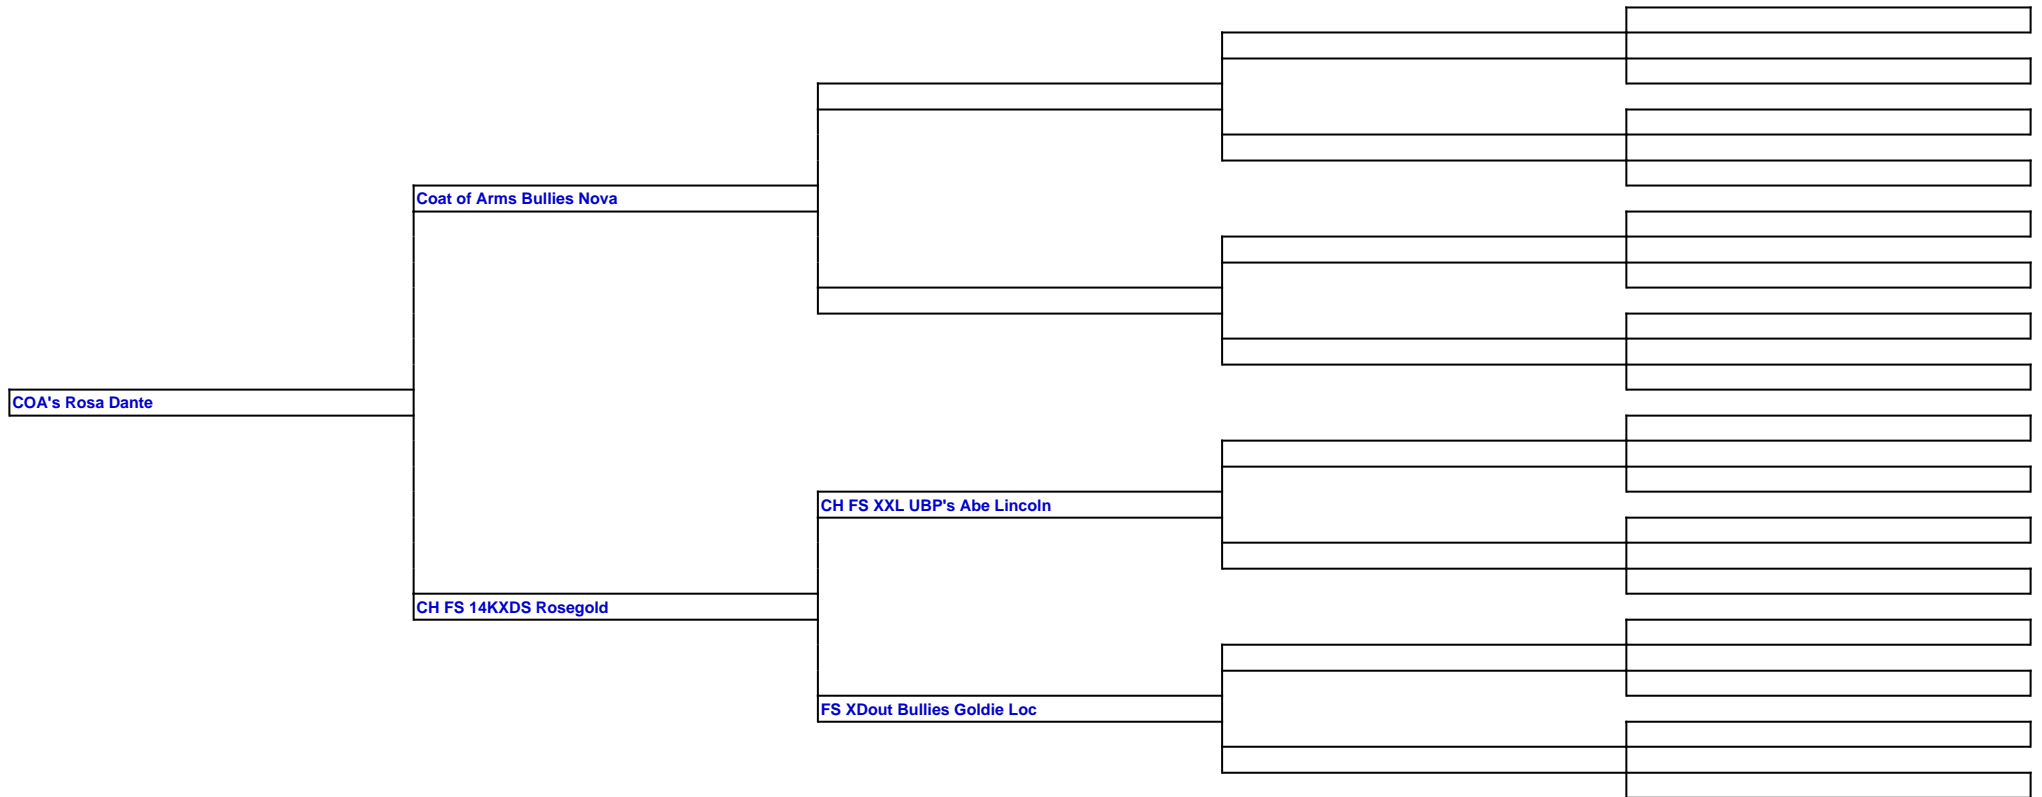 Coat of Arms Bullies Nova
COA's Rosa Dante
CH FS XXL UBP's Abe Lincoln
CH FS 14KXDS Rosegold
FS XDout Bullies Goldie Loc